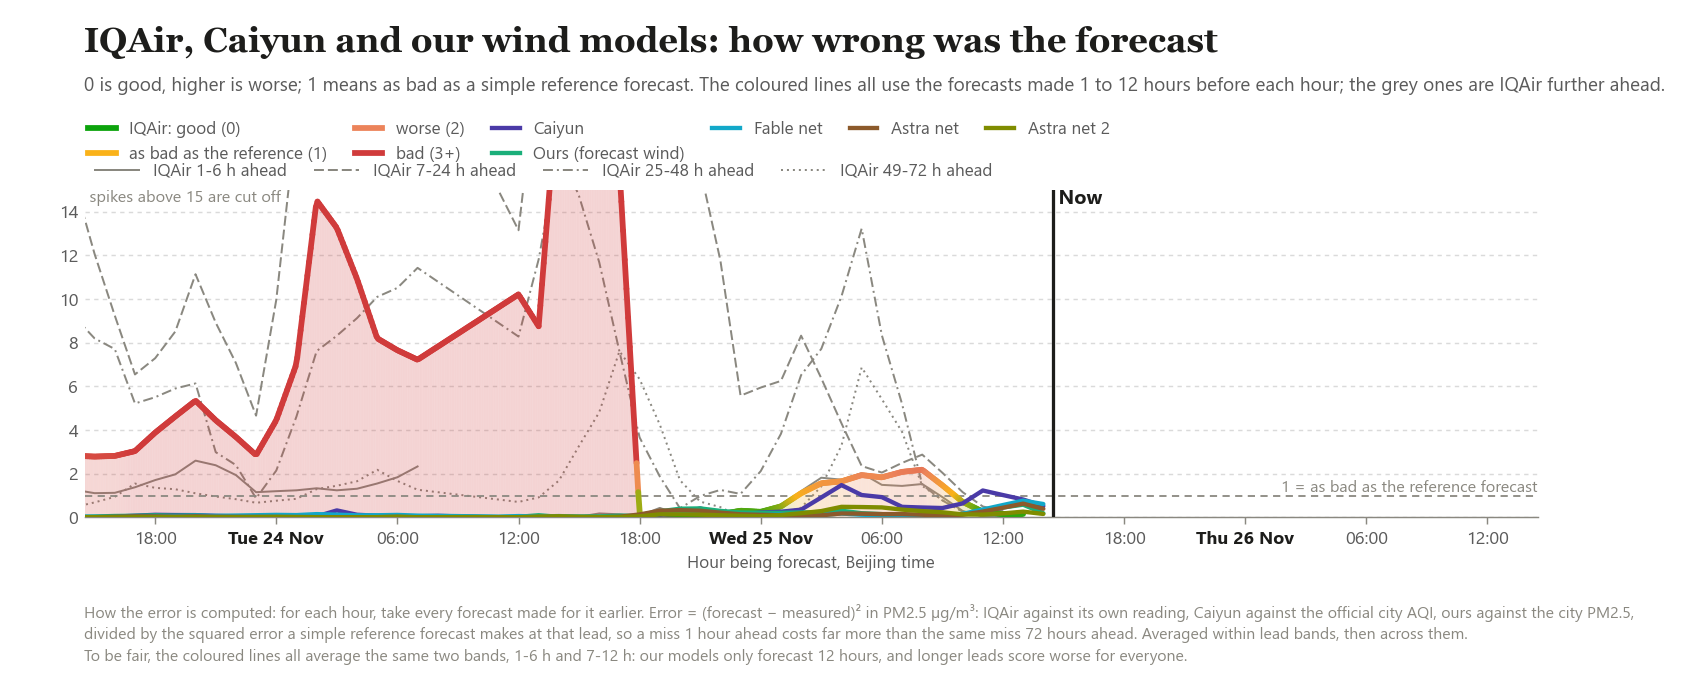 IQAir, Caiyun and our wind models: how wrong was the forecast
0 is good, higher is worse; 1 means as bad as a simple reference forecast. The coloured lines all use the forecasts made 1 to 12 hours before each hour; the grey ones are IQAir further ahead.
IQAir: good (0) worse (2) Caiyun Fable net Astra net Astra net 2
as bad as the reference (1) bad (3+) Ours (forecast wind)
IQAir 1-6 h ahead IQAir 7-24 h ahead IQAir 25-48 h ahead IQAir 49-72 h ahead
spikes above 15 are cut off
Now
14
12
10
8
6
4
2
1 = as bad as the reference forecast
0
18:00 Tue 24 Nov 06:00 12:00 18:00 Wed 25 Nov 06:00 12:00 18:00 Thu 26 Nov 06:00 12:00
Hour being forecast, Beijing time
How the error is computed: for each hour, take every forecast made for it earlier. Error = (forecast − measured)² in PM2.5 µg/m³: IQAir against its own reading, Caiyun against the official city AQI, ours against the city PM2.5,
divided by the squared error a simple reference forecast makes at that lead, so a miss 1 hour ahead costs far more than the same miss 72 hours ahead. Averaged within lead bands, then across them.
To be fair, the coloured lines all average the same two bands, 1-6 h and 7-12 h: our models only forecast 12 hours, and longer leads score worse for everyone.